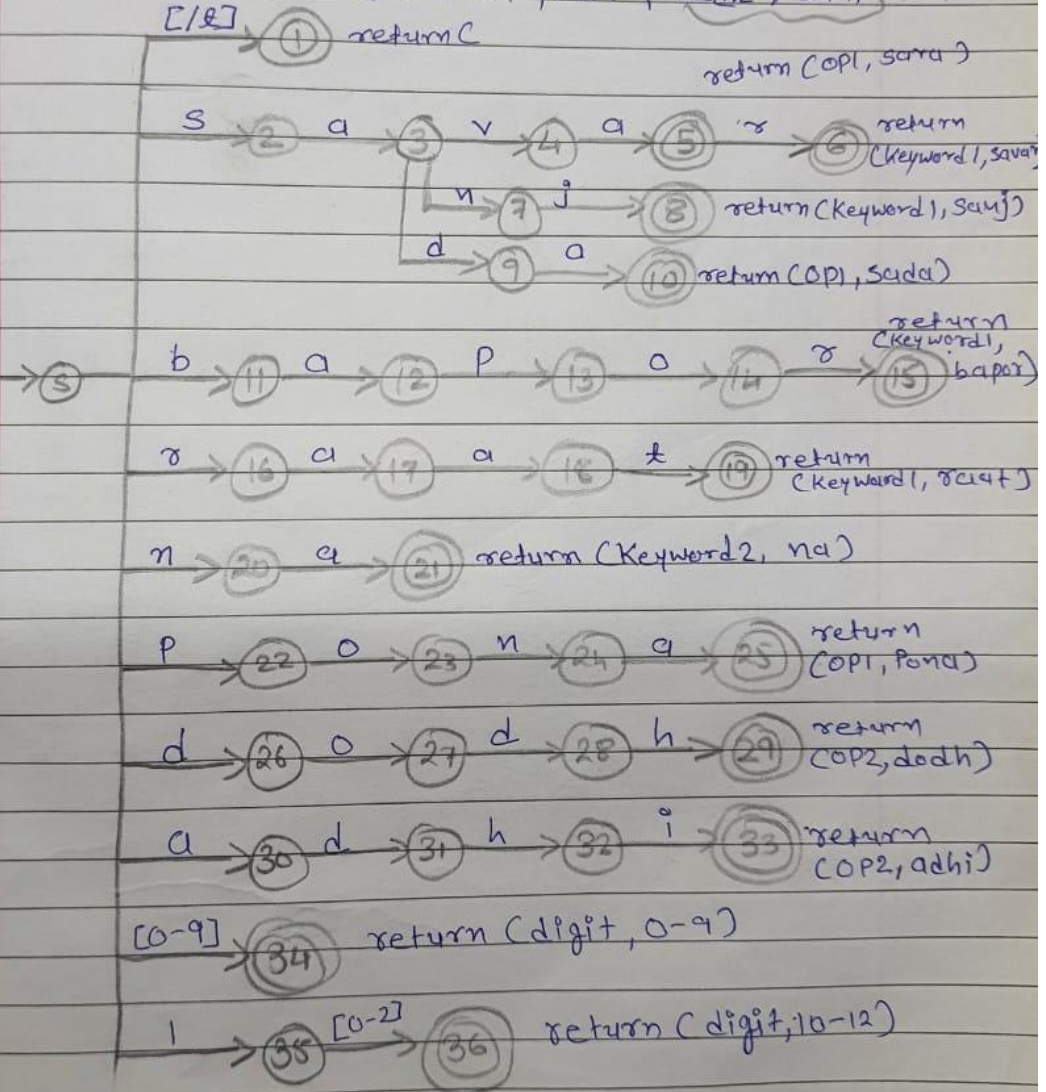 [/s] 1 return C
return (OP1, sava)
s 2 a 3 v 4 a 5 r 6 return
(Keyword1, savar
n 7 j 8 return (Keyword1, sanj)
d 9 a 10 return (OP1, sada)
S b 11 a 12 P 13 o 14 r 15 return
(Keyword1,
bapor)
r 16 a 17 a 18 t 19 return
(Keyword1, raat)
n 20 a 21 return (Keyword2, na)
P 22 o 23 n 24 a 25 return
(OP1, Pona)
d 26 o 27 d 28 h 29 return
(OP2, dodh)
a 30 d 31 h 32 i 33 return
(OP2, adhi)
[0-9] 34 return (digit, 0-9)
1 35 [0-2] 36 return (digit, 10-12)